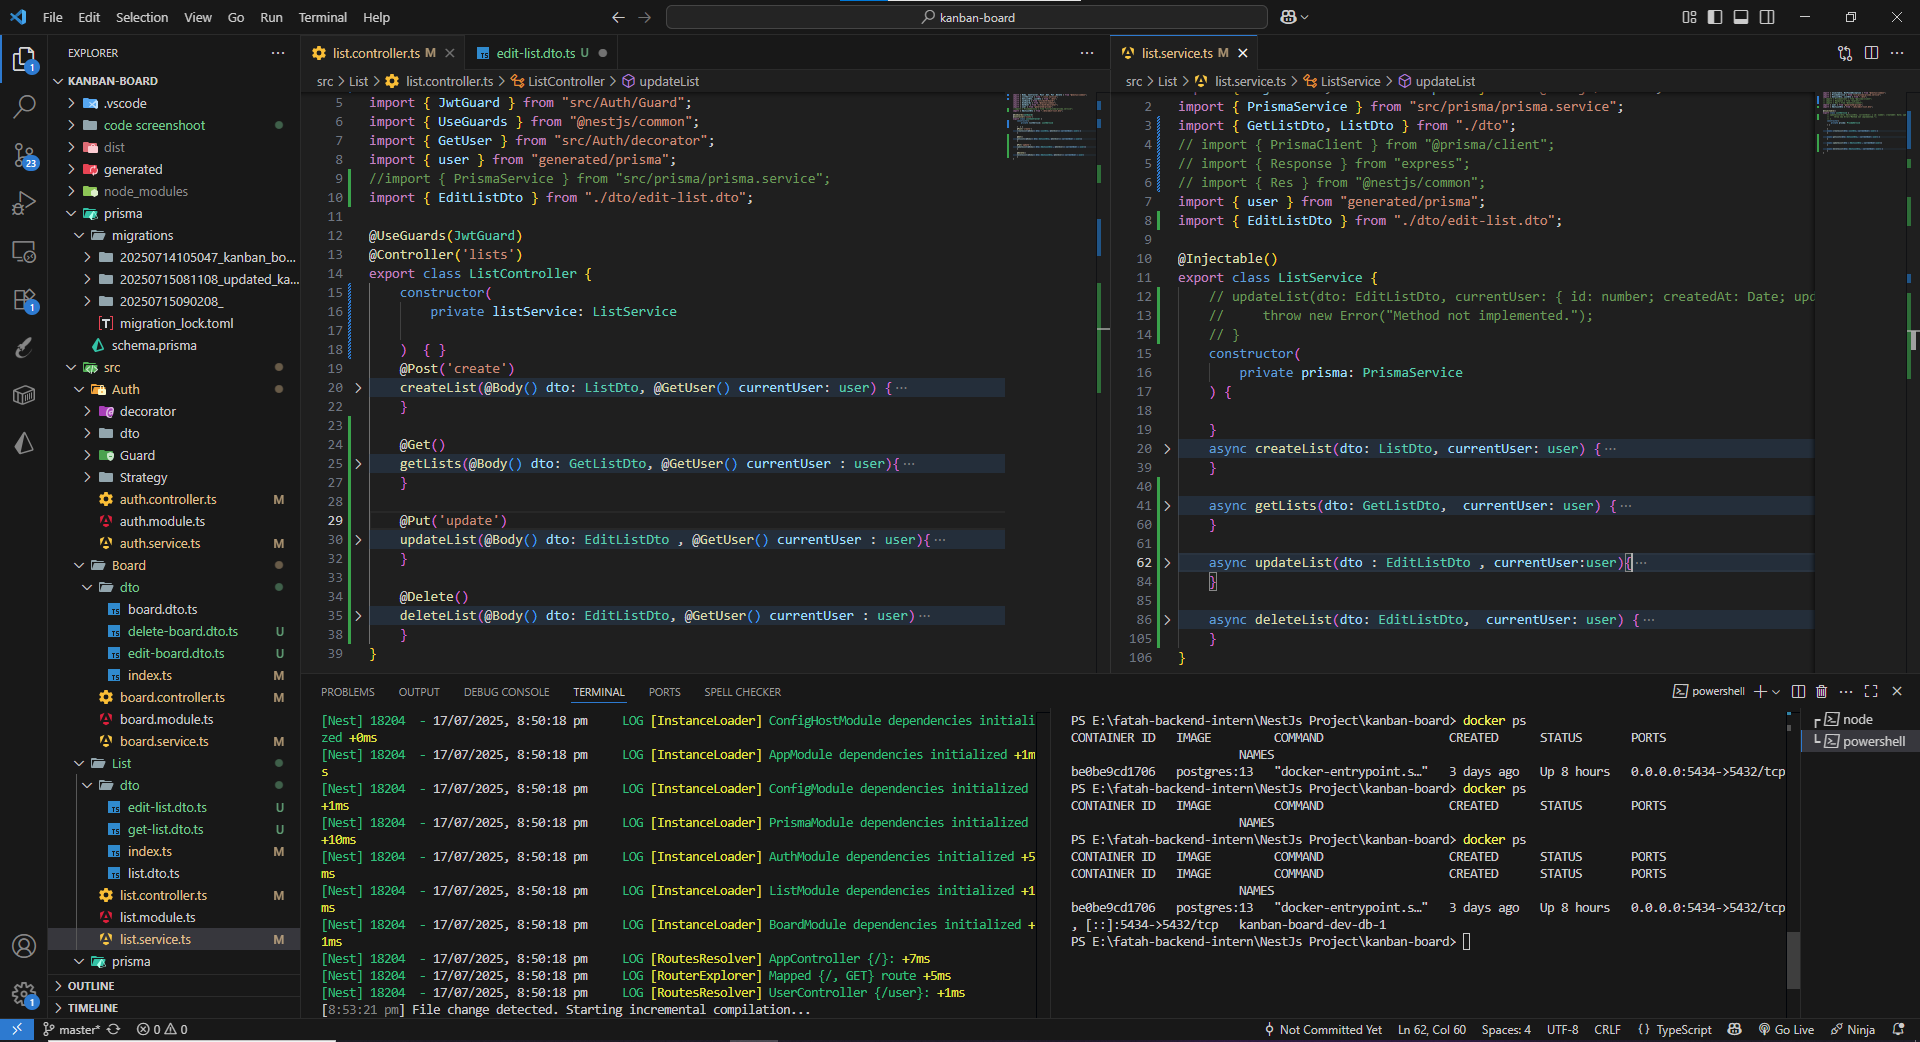 File Edit Selection View Go Run Terminal Help
kanban-board
EXPLORER
KANBAN-BOARD
.vscode
code screenshoot
dist
generated
node_modules
prisma
migrations
20250714105047_kanban_bo...
20250715081108_updated_ka...
20250715090208_
migration_lock.toml
schema.prisma
src
Auth
decorator
dto
Guard
Strategy
auth.controller.ts M
auth.module.ts
auth.service.ts M
Board
dto
board.dto.ts
delete-board.dto.ts U
edit-board.dto.ts U
index.ts M
board.controller.ts M
board.module.ts
board.service.ts M
List
dto
edit-list.dto.ts U
get-list.dto.ts U
index.ts M
list.dto.ts
list.controller.ts M
list.module.ts
list.service.ts M
prisma
OUTLINE
TIMELINE
1
23
1
1
list.controller.ts M
edit-list.dto.ts U
src > List > list.controller.ts > ListController > updateList
5 import { JwtGuard } from "src/Auth/Guard";
6 import { UseGuards } from "@nestjs/common";
7 import { GetUser } from "src/Auth/decorator";
8 import { user } from "generated/prisma";
9 //import { PrismaService } from "src/prisma/prisma.service";
10 import { EditListDto } from "./dto/edit-list.dto";
11
12 @UseGuards(JwtGuard)
13 @Controller('lists')
14 export class ListController {
15 constructor(
16 private listService: ListService
17
18 ) { }
19 @Post('create')
20 createList(@Body() dto: ListDto, @GetUser() currentUser: user) {···
22 }
23
24 @Get()
25 getLists(@Body() dto: GetListDto, @GetUser() currentUser : user){···
27 }
28
29 @Put('update')
30 updateList(@Body() dto: EditListDto , @GetUser() currentUser : user){···
32 }
33
34 @Delete()
35 deleteList(@Body() dto: EditListDto, @GetUser() currentUser : user)···
38 }
39 }
list.service.ts M
src > List > list.service.ts > ListService > updateList
2 import { PrismaService } from "src/prisma/prisma.service";
3 import { GetListDto, ListDto } from "./dto";
4 // import { PrismaClient } from "@prisma/client";
5 // import { Response } from "express";
6 // import { Res } from "@nestjs/common";
7 import { user } from "generated/prisma";
8 import { EditListDto } from "./dto/edit-list.dto";
9
10 @Injectable()
11 export class ListService {
12 // updateList(dto: EditListDto, currentUser: { id: number; createdAt: Date; upd
13 // throw new Error("Method not implemented.");
14 // }
15 constructor(
16 private prisma: PrismaService
17 ) {
18
19 }
20 async createList(dto: ListDto, currentUser: user) {···
39 }
40
41 async getLists(dto: GetListDto, currentUser: user) {···
60 }
61
62 async updateList(dto : EditListDto , currentUser:user){···
84 }
85
86 async deleteList(dto: EditListDto, currentUser: user) {···
105 }
106 }
PROBLEMS OUTPUT DEBUG CONSOLE TERMINAL PORTS SPELL CHECKER
powershell
[Nest] 18204 - 17/07/2025, 8:50:18 pm LOG [InstanceLoader] ConfigHostModule dependencies initiali
zed +0ms
[Nest] 18204 - 17/07/2025, 8:50:18 pm LOG [InstanceLoader] AppModule dependencies initialized +1m
s
[Nest] 18204 - 17/07/2025, 8:50:18 pm LOG [InstanceLoader] ConfigModule dependencies initialized
+1ms
[Nest] 18204 - 17/07/2025, 8:50:18 pm LOG [InstanceLoader] PrismaModule dependencies initialized
+10ms
[Nest] 18204 - 17/07/2025, 8:50:18 pm LOG [InstanceLoader] AuthModule dependencies initialized +5
ms
[Nest] 18204 - 17/07/2025, 8:50:18 pm LOG [InstanceLoader] ListModule dependencies initialized +1
ms
[Nest] 18204 - 17/07/2025, 8:50:18 pm LOG [InstanceLoader] BoardModule dependencies initialized +
1ms
[Nest] 18204 - 17/07/2025, 8:50:18 pm LOG [RoutesResolver] AppController {/}: +7ms
[Nest] 18204 - 17/07/2025, 8:50:18 pm LOG [RouterExplorer] Mapped {/, GET} route +5ms
[Nest] 18204 - 17/07/2025, 8:50:18 pm LOG [RoutesResolver] UserController {/user}: +1ms
[8:53:21 pm] File change detected. Starting incremental compilation...
PS E:\fatah-backend-intern\NestJs Project\kanban-board> docker ps
CONTAINER ID IMAGE COMMAND CREATED STATUS PORTS
NAMES
be0be9cd1706 postgres:13 "docker-entrypoint.s…" 3 days ago Up 8 hours 0.0.0.0:5434->5432/tcp
PS E:\fatah-backend-intern\NestJs Project\kanban-board> docker ps
CONTAINER ID IMAGE COMMAND CREATED STATUS PORTS
NAMES
PS E:\fatah-backend-intern\NestJs Project\kanban-board> docker ps
CONTAINER ID IMAGE COMMAND CREATED STATUS PORTS
CONTAINER ID IMAGE COMMAND CREATED STATUS PORTS
NAMES
be0be9cd1706 postgres:13 "docker-entrypoint.s…" 3 days ago Up 8 hours 0.0.0.0:5434->5432/tcp
, [::]:5434->5432/tcp kanban-board-dev-db-1
PS E:\fatah-backend-intern\NestJs Project\kanban-board>
node
powershell
master* 0 0 Not Committed Yet Ln 62, Col 60 Spaces: 4 UTF-8 CRLF {} TypeScript Go Live Ninja